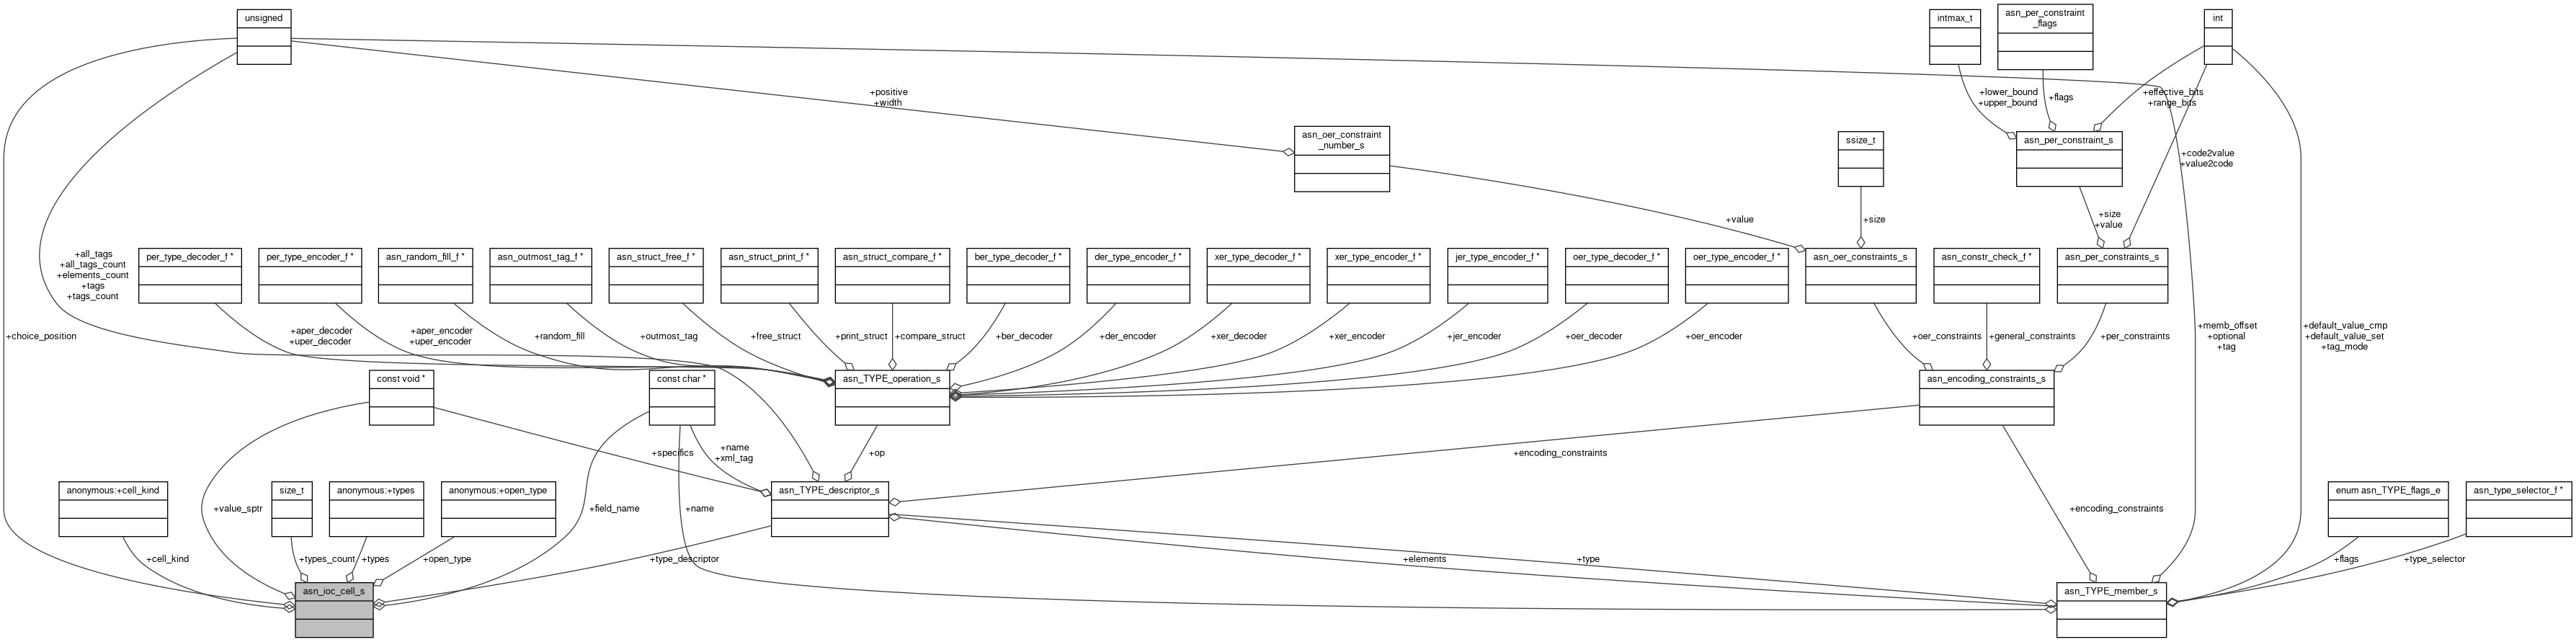 unsigned
intmax_t
asn_per_constraint
_flags
int
+positive
+width
+lower_bound
+upper_bound
+flags
+effective_bits
+range_bits
asn_oer_constraint
_number_s
ssize_t
asn_per_constraint_s
+code2value
+value2code
+value
+size
+size
+value
+all_tags
+all_tags_count
+elements_count
+tags
+tags_count
per_type_decoder_f *
per_type_encoder_f *
asn_random_fill_f *
asn_outmost_tag_f *
asn_struct_free_f *
asn_struct_print_f *
asn_struct_compare_f *
ber_type_decoder_f *
der_type_encoder_f *
xer_type_decoder_f *
xer_type_encoder_f *
jer_type_encoder_f *
oer_type_decoder_f *
oer_type_encoder_f *
asn_oer_constraints_s
asn_constr_check_f *
asn_per_constraints_s
+choice_position
+aper_decoder
+uper_decoder
+aper_encoder
+uper_encoder
+random_fill
+outmost_tag
+free_struct
+print_struct
+compare_struct
+ber_decoder
+der_encoder
+xer_decoder
+xer_encoder
+jer_encoder
+oer_decoder
+oer_encoder
+oer_constraints
+general_constraints
+per_constraints
+memb_offset
+optional
+tag
+default_value_cmp
+default_value_set
+tag_mode
const void *
const char *
asn_TYPE_operation_s
asn_encoding_constraints_s
+specifics
+name
+xml_tag
+op
+encoding_constraints
anonymous:+cell_kind
size_t
anonymous:+types
anonymous:+open_type
asn_TYPE_descriptor_s
enum asn_TYPE_flags_e
asn_type_selector_f *
+value_sptr
+field_name
+name
+encoding_constraints
+cell_kind
+types_count
+types
+open_type
+type_descriptor
+elements
+type
+flags
+type_selector
asn_ioc_cell_s
asn_TYPE_member_s